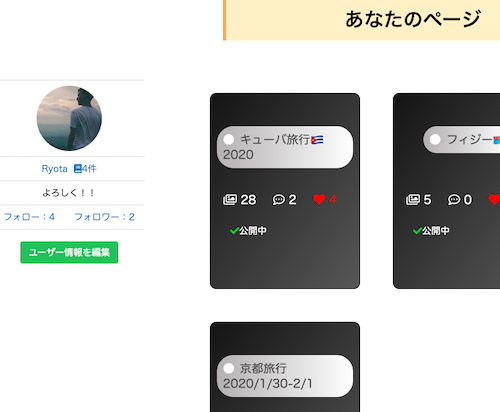 あなたのページ
Ryota 4件
よろしく！！
フォロー：4 フォロワー：2
ユーザー情報を編集
キューバ旅行🇨🇺
2020
28 2 4
公開中
フィジー
5 0
公開中
京都旅行
2020/1/30-2/1